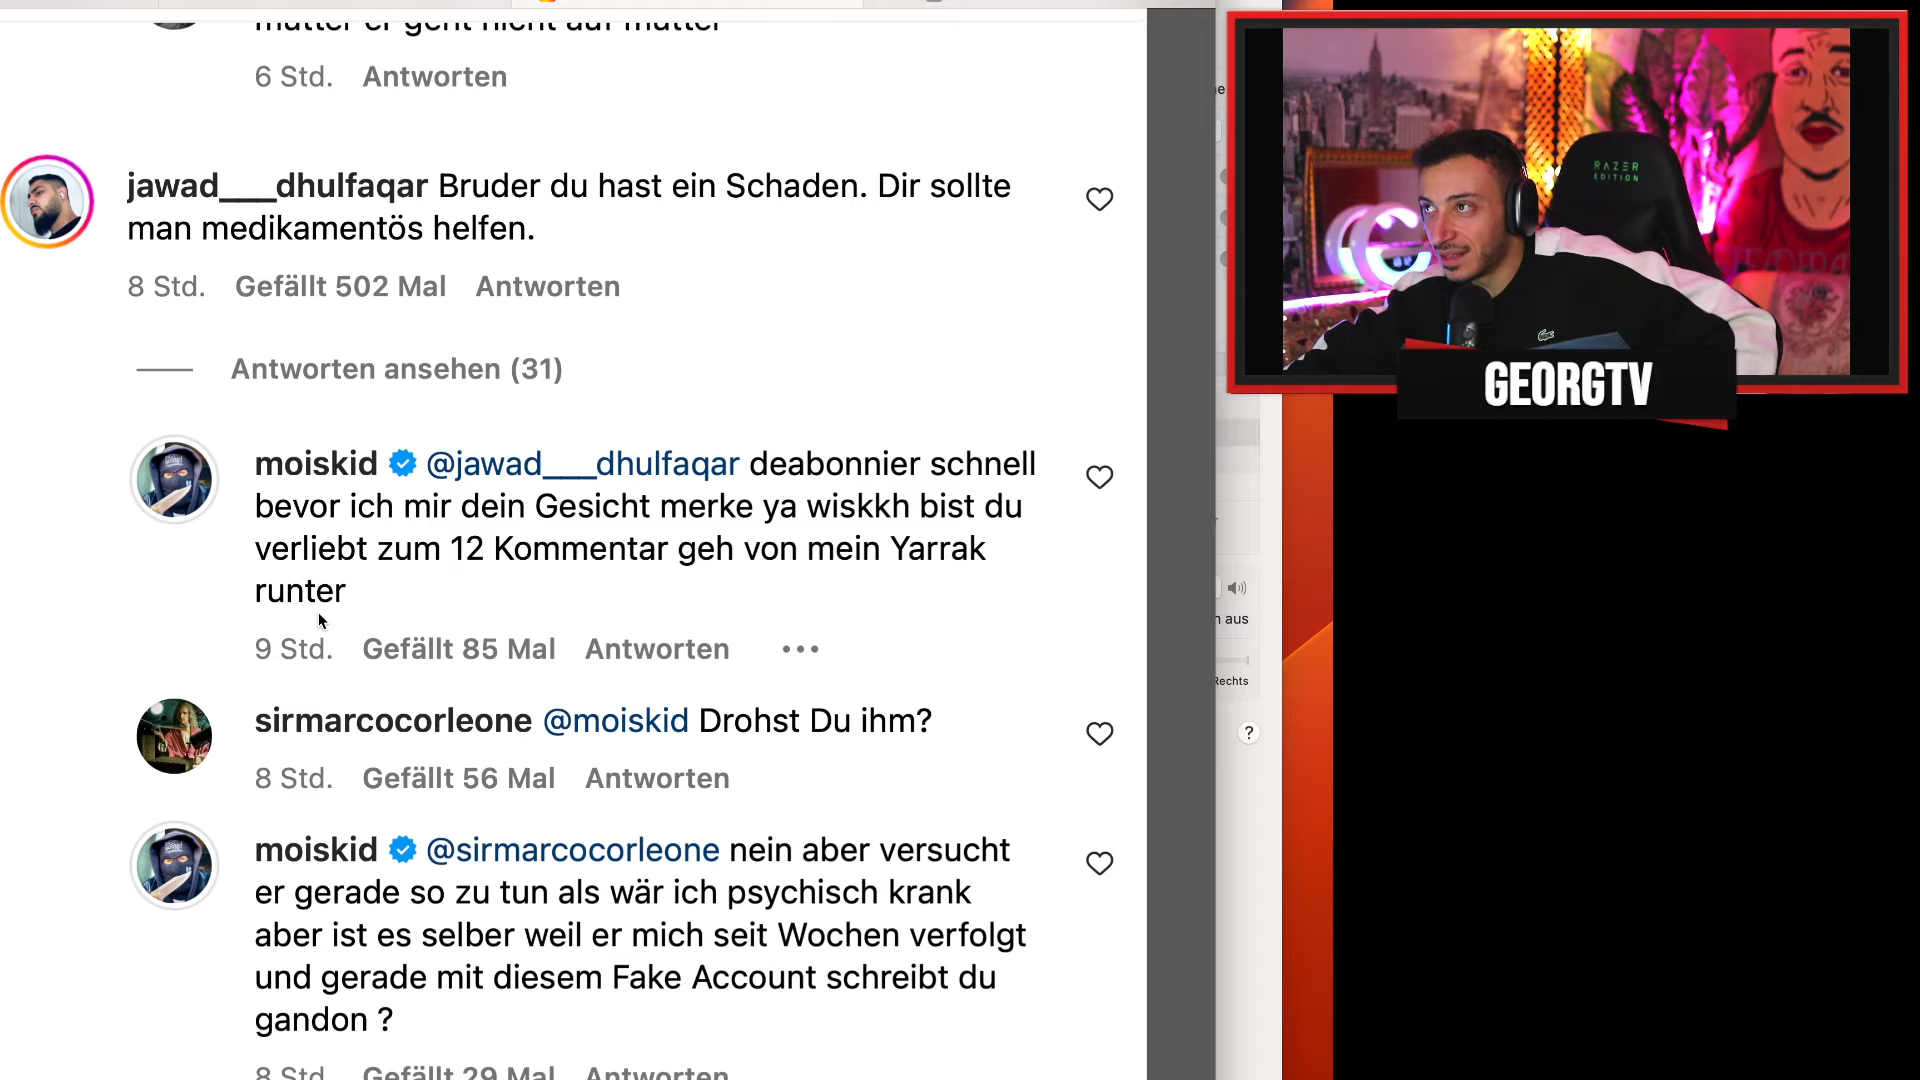 mutter er geht nicht auf mutter
6 Std. Antworten
jawad___dhulfaqar Bruder du hast ein Schaden. Dir sollte
man medikamentös helfen.
8 Std. Gefällt 502 Mal Antworten
Antworten ansehen (31)
moiskid @jawad___dhulfaqar deabonnier schnell
bevor ich mir dein Gesicht merke ya wiskkh bist du
verliebt zum 12 Kommentar geh von mein Yarrak
runter
9 Std. Gefällt 85 Mal Antworten ...
sirmarcocorleone @moiskid Drohst Du ihm?
8 Std. Gefällt 56 Mal Antworten
moiskid @sirmarcocorleone nein aber versucht
er gerade so zu tun als wär ich psychisch krank
aber ist es selber weil er mich seit Wochen verfolgt
und gerade mit diesem Fake Account schreibt du
gandon ?
8 Std. Gefällt 29 Mal Antworten
aus
Rechts
?
RAZER
EDITION
GEORGTV